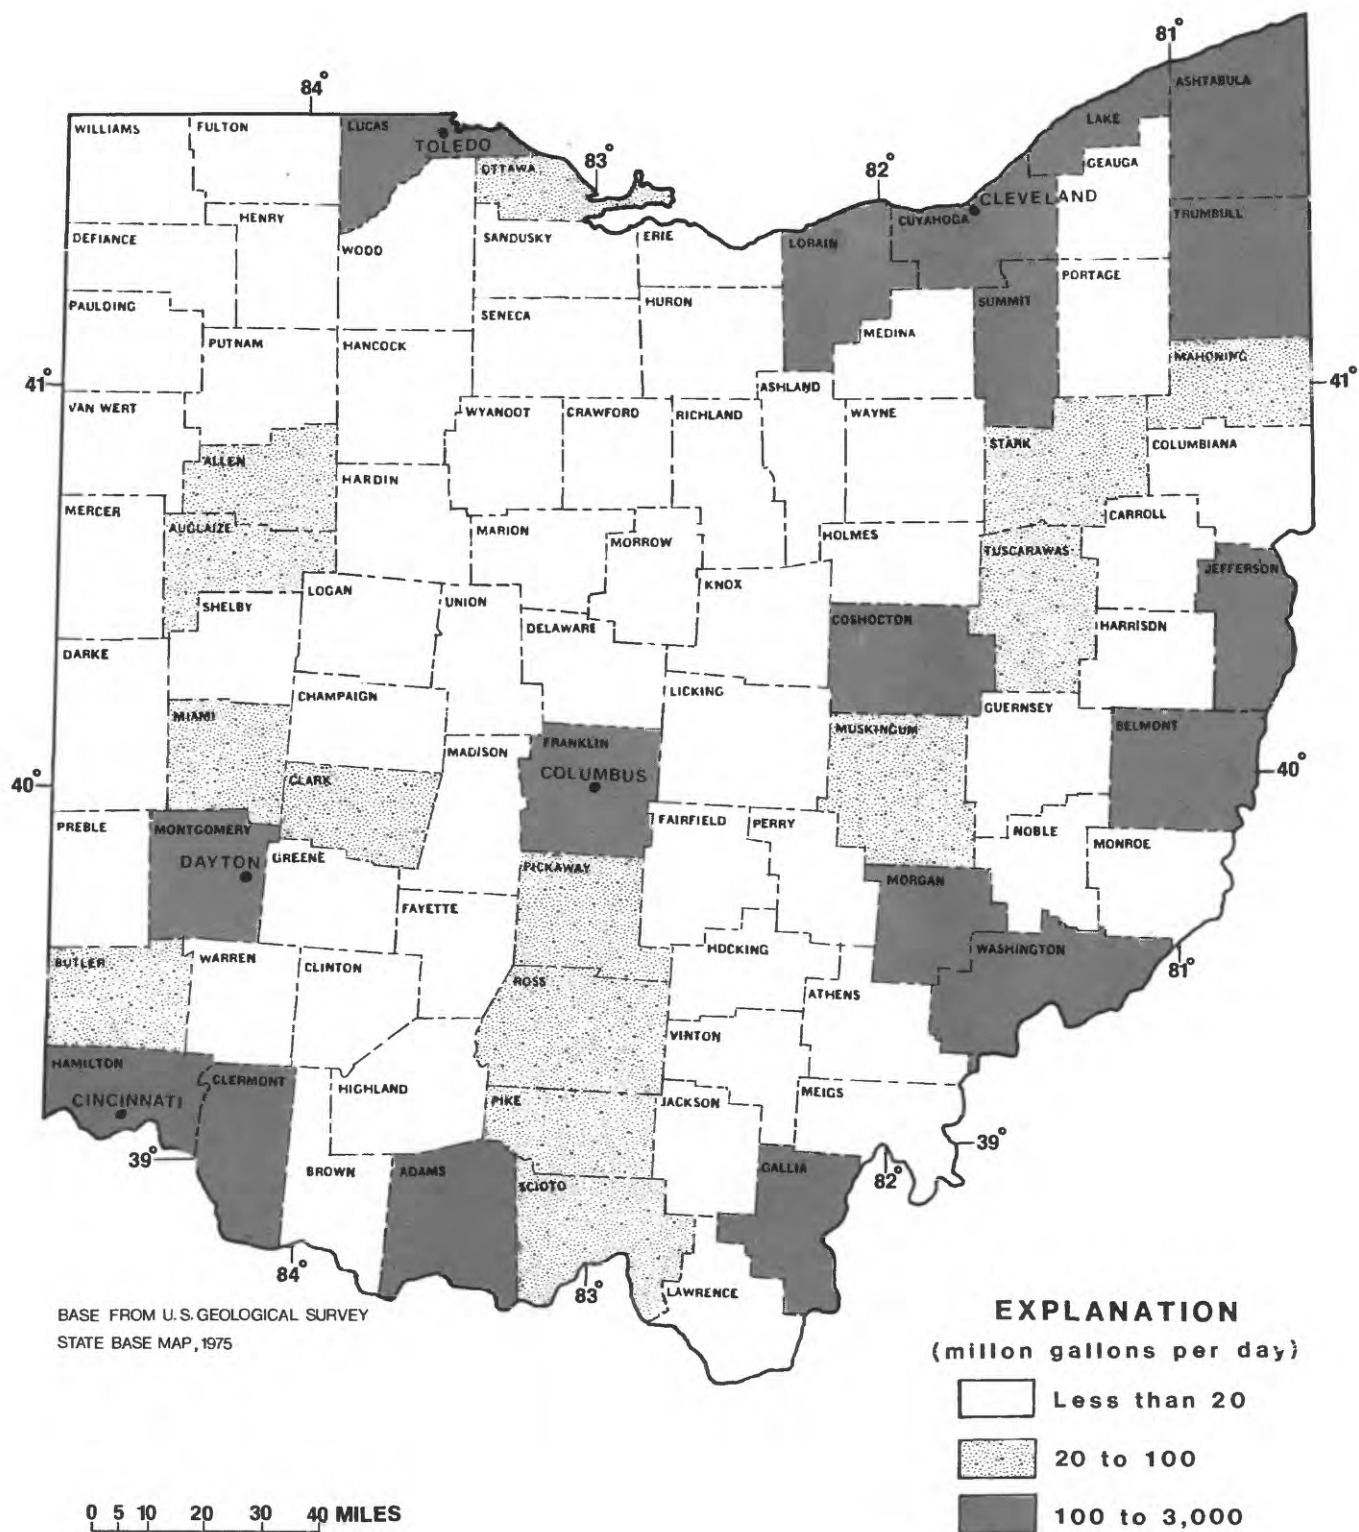 81°
ASHTABULA
84°
LAKE
WILLIAMS
FULTON
LUCAS
TOLEDO
83°
82°
GEAUGA
OTTAWA
CLEVELAND
HENRY
CUYAHOGA
TRUMBULL
DEFIANCE
WOOD
SANDUSKY
ERIE
LORAIN
PORTAGE
PAULDING
SENECA
HURON
SUMMIT
PUTNAM
HANCOCK
MEDINA
MAHONING
41°
41°
VAN WERT
WYANDOT
CRAWFORD
RICHLAND
ASHLAND
WAYNE
STARK
COLUMBIANA
ALLEN
HARDIN
MERCER
AUGLAIZE
MARION
MORROW
HOLMES
CARROLL
TUSCARAWAS
JEFFERSON
SHELBY
LOGAN
UNION
KNOX
DELAWARE
COSHOCTON
HARRISON
DARKE
CHAMPAIGN
LICKING
GUERNSEY
MIAMI
MUSKINGUM
BELMONT
MADISON
FRANKLIN
COLUMBUS
40°
40°
CLARK
PREBLE
MONTGOMERY
FAIRFIELD
PERRY
NOBLE
MONROE
DAYTON
GREENE
PICKAWAY
MORGAN
FAYETTE
BUTLER
WARREN
CLINTON
HOCKING
WASHINGTON
81°
ROSS
ATHENS
VINTON
HAMILTON
CLERMONT
HIGHLAND
PIKE
JACKSON
MEIGS
CINCINNATI
39°
39°
BROWN
ADAMS
SCIOTO
GALLIA
82°
84°
83°
LAWRENCE
BASE FROM U.S. GEOLOGICAL SURVEY
STATE BASE MAP, 1975
EXPLANATION
(millon gallons per day)
Less than 20
20 to 100
100 to 3,000
0 5 10 20 30 40 MILES